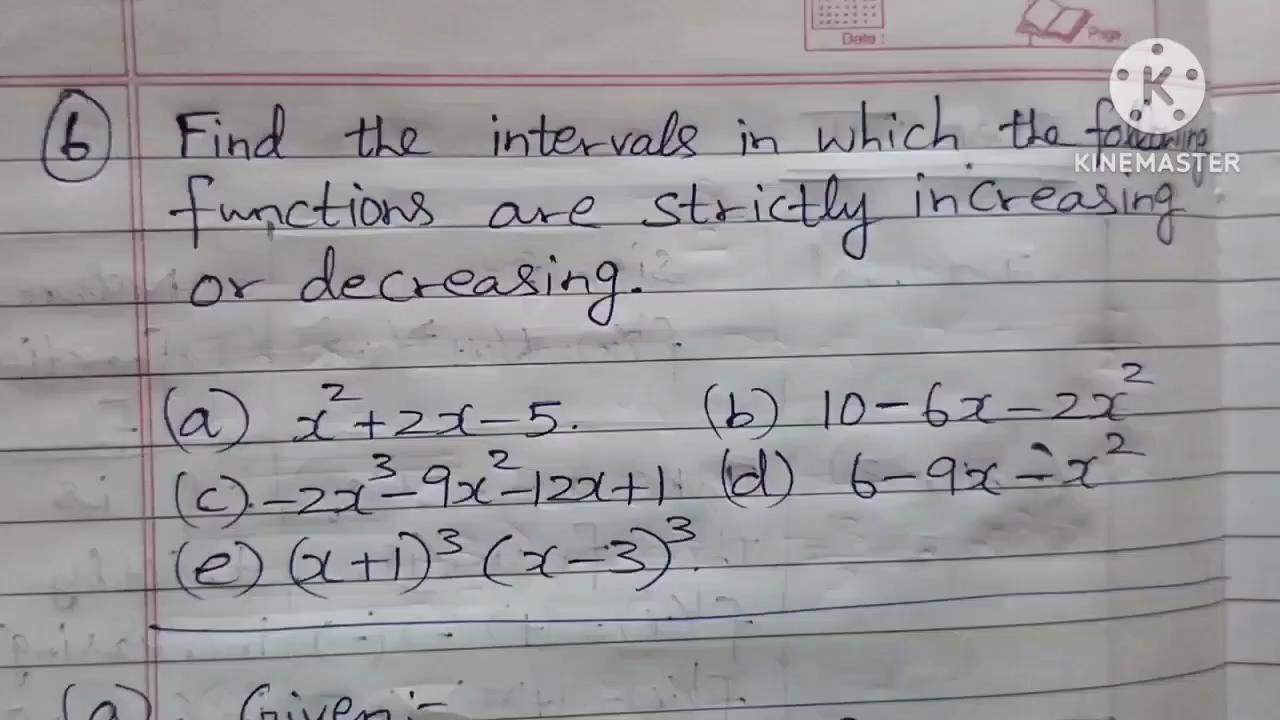 Date :
Page
KINEMASTER
(6) Find the intervals in which the following
functions are strictly increasing
or decreasing.
(a) x²+2x-5. (b) 10-6x-2x²
(c) -2x³-9x²-12x+1. (d) 6-9x-x²
(e) (x+1)³(x-3)³.
(a) Given:-